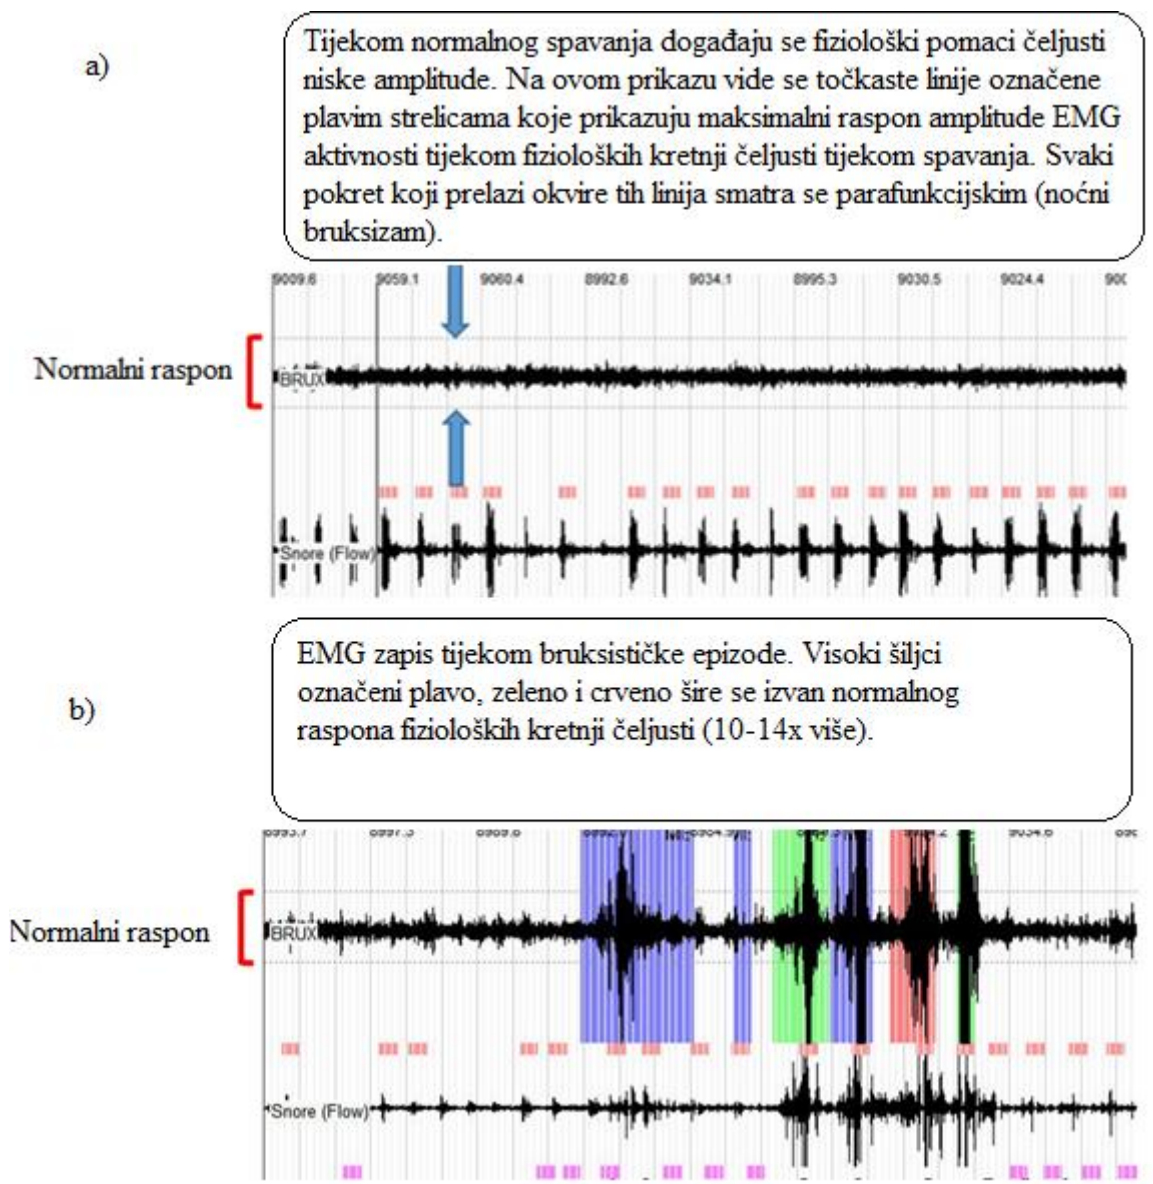 a)
Tijekom normalnog spavanja događaju se fiziološki pomaci čeljusti
niske amplitude. Na ovom prikazu vide se točkaste linije označene
plavim strelicama koje prikazuju maksimalni raspon amplitude EMG
aktivnosti tijekom fizioloških kretnji čeljusti tijekom spavanja. Svaki
pokret koji prelazi okvire tih linija smatra se parafunkcijskim (noćni
bruksizam).
9009.6 9059.1 9060.4 8992.6 9034.1 8995.3 9030.5 9024.4
Normalni raspon
BRUX
Snore (Flow)
b)
EMG zapis tijekom bruksističke epizode. Visoki šiljci
označeni plavo, zeleno i crveno šire se izvan normalnog
raspona fizioloških kretnji čeljusti (10-14x više).
8993.7 8997.3 8989.8 9034.6
Normalni raspon
BRUX
Snore (Flow)